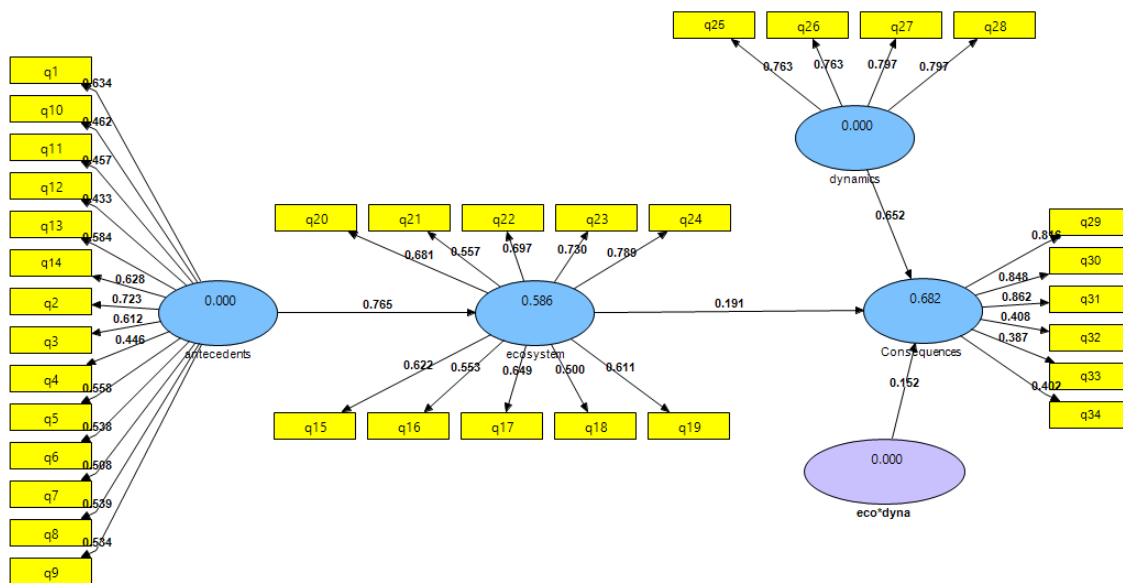 q25
q26
q27
q28
0.763
0.763
0.797
0.797
0.000
dynamics
0.652
q1
q10
q11
q12
q13
q14
q2
q3
q4
q5
q6
q7
q8
q9
0.634
0.462
0.457
0.433
0.584
0.628
0.723
0.612
0.446
0.558
0.538
0.508
0.539
0.534
0.000
antecedents
0.765
q20
q21
q22
q23
q24
0.681
0.557
0.697
0.730
0.789
0.586
ecosystem
0.622
0.553
0.649
0.500
0.611
q15
q16
q17
q18
q19
0.191
0.682
Consequences
0.816
0.848
0.862
0.408
0.387
0.402
q29
q30
q31
q32
q33
q34
0.152
0.000
eco*dyna